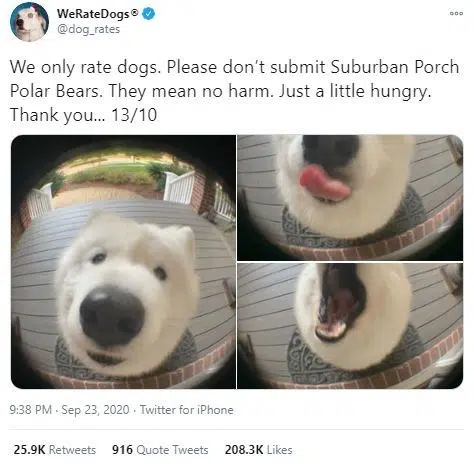 WeRateDogs®
@dog_rates
We only rate dogs. Please don’t submit Suburban Porch
Polar Bears. They mean no harm. Just a little hungry.
Thank you... 13/10
9:38 PM · Sep 23, 2020 · Twitter for iPhone
25.9K Retweets 916 Quote Tweets 208.3K Likes